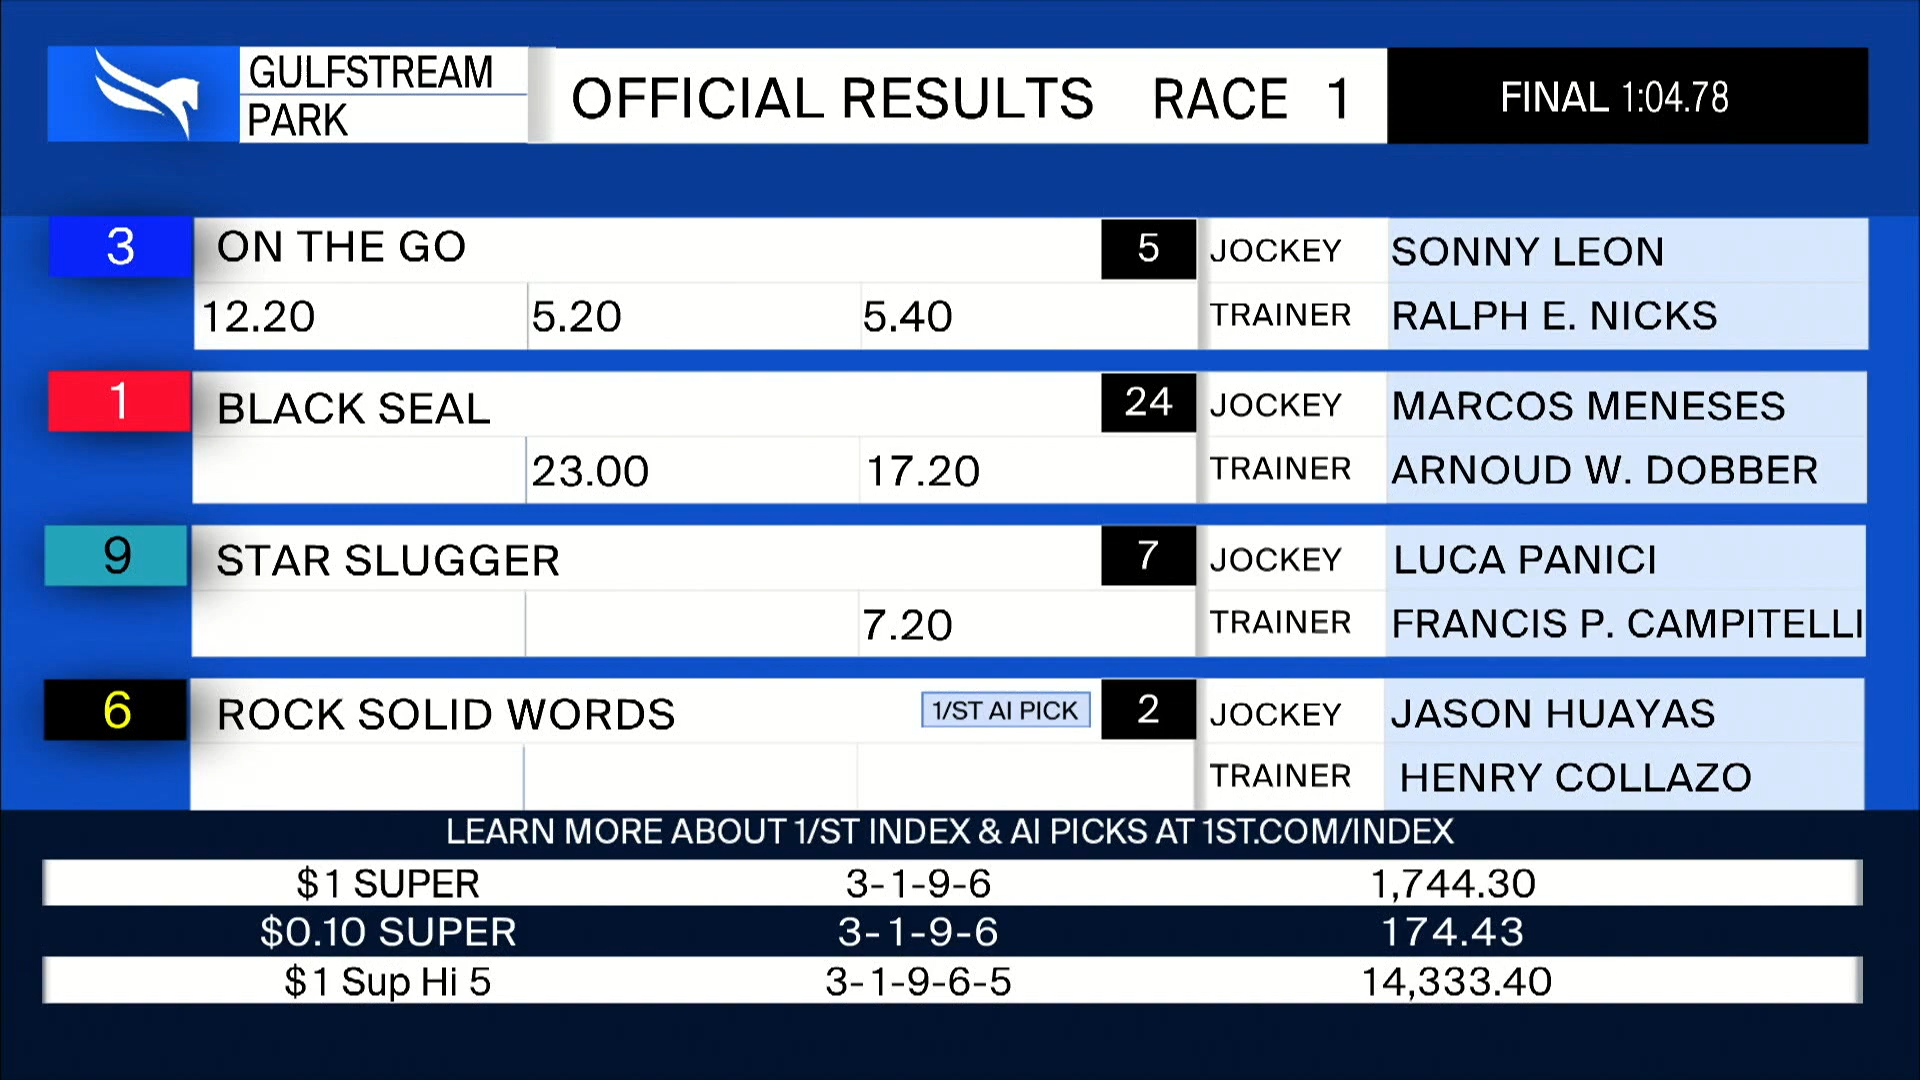 GULFSTREAM
PARK
OFFICIAL RESULTS RACE 1
FINAL 1:04.78
3 ON THE GO 5 JOCKEY SONNY LEON
12.20 5.20 5.40 TRAINER RALPH E. NICKS
1 BLACK SEAL 24 JOCKEY MARCOS MENESES
23.00 17.20 TRAINER ARNOUD W. DOBBER
9 STAR SLUGGER 7 JOCKEY LUCA PANICI
7.20 TRAINER FRANCIS P. CAMPITELLI
6 ROCK SOLID WORDS 1/ST AI PICK 2 JOCKEY JASON HUAYAS
TRAINER HENRY COLLAZO
LEARN MORE ABOUT 1/ST INDEX & AI PICKS AT 1ST.COM/INDEX
$1 SUPER 3-1-9-6 1,744.30
$0.10 SUPER 3-1-9-6 174.43
$1 Sup Hi 5 3-1-9-6-5 14,333.40